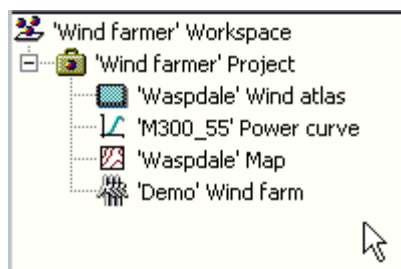 'Wind farmer' Workspace
'Wind farmer' Project
'Waspdale' Wind atlas
'M300_55' Power curve
'Waspdale' Map
'Demo' Wind farm